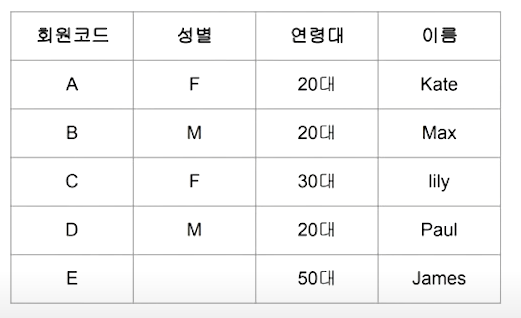 회원코드 성별 연령대 이름
A F 20대 Kate
B M 20대 Max
C F 30대 lily
D M 20대 Paul
E 50대 James